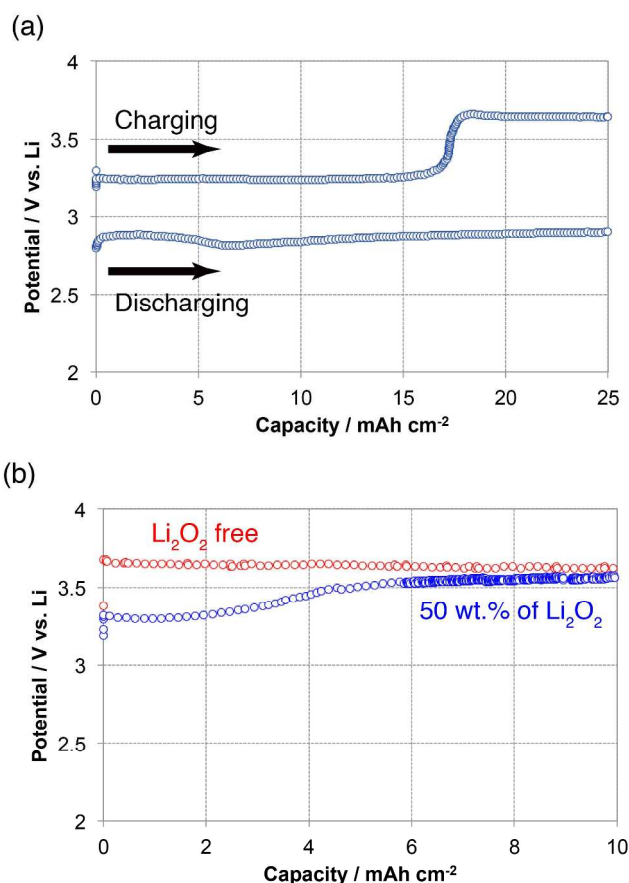 (a)
4
3.5
3
2.5
2
Potential / V vs. Li
Charging
Discharging
0
5
10
15
20
25
Capacity / mAh cm-2
(b)
4
3.5
3
2.5
2
Potential / V vs. Li
Li2O2 free
50 wt.% of Li2O2
0
2
4
6
8
10
Capacity / mAh cm-2